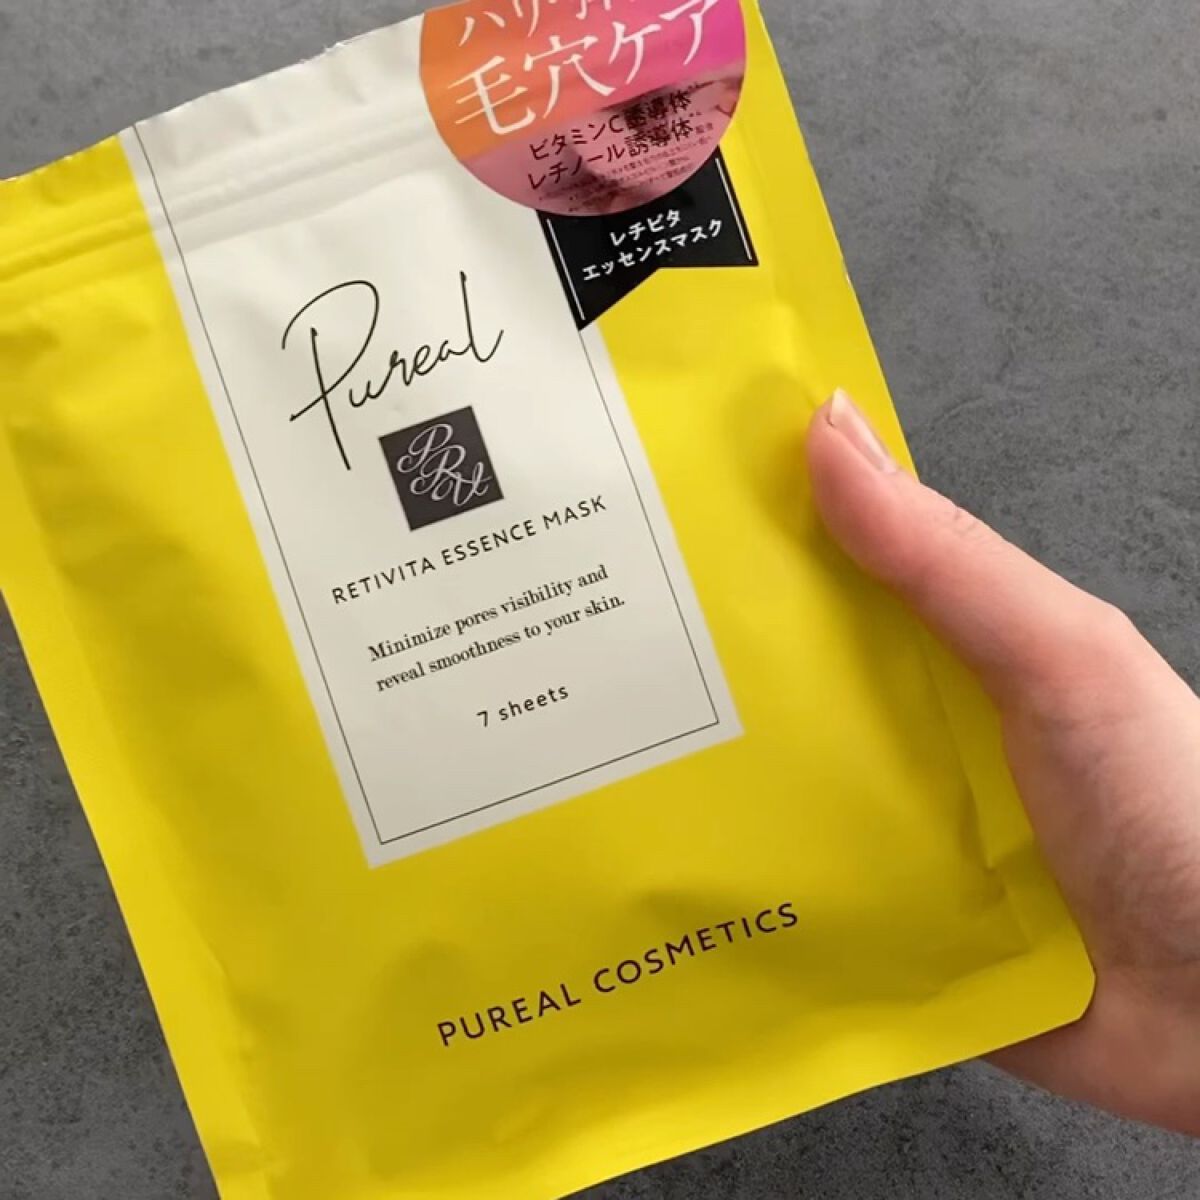 毛穴ケア
ビタミンC誘導体
レチノール誘導体
レチビタ
エッセンスマスク
Pureal
PRU
RETIVITA ESSENCE MASK
Minimize pores visibility and
reveal smoothness to your skin.
7 sheets
PUREAL COSMETICS